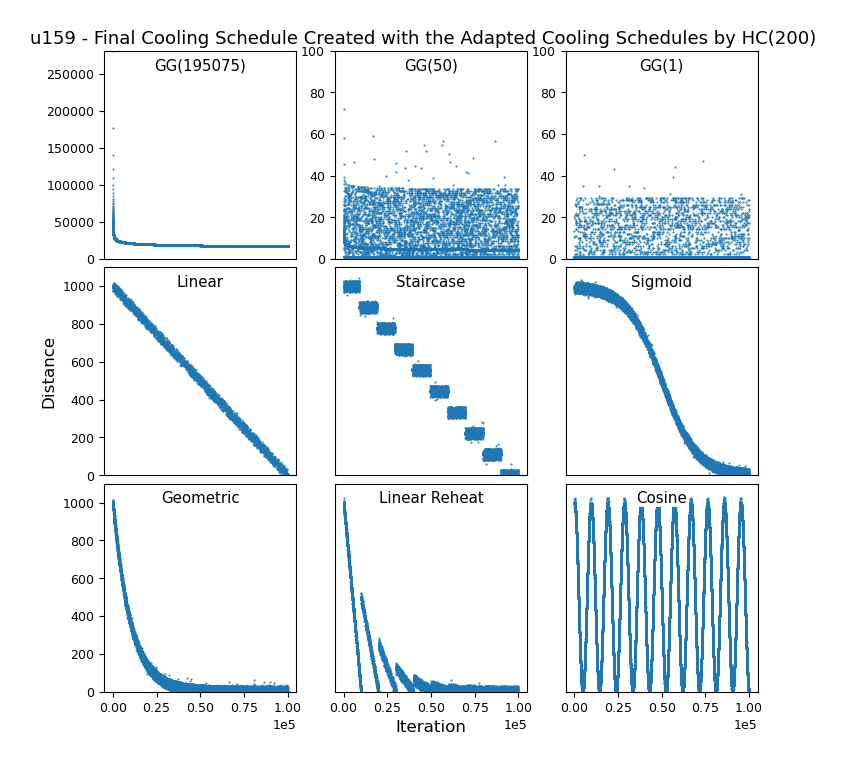 u159 - Final Cooling Schedule Created with the Adapted Cooling Schedules by HC(200)
GG(195075)
GG(50)
GG(1)
250000
200000
150000
100000
50000
0
100
80
60
40
20
0
100
80
60
40
20
0
Linear
Staircase
Sigmoid
1000
800
600
400
200
0
Distance
Geometric
Linear Reheat
Cosine
1000
800
600
400
200
0
0.00 0.25 0.50 0.75 1.00
1e5
0.00 0.25 0.50 0.75 1.00
1e5
0.00 0.25 0.50 0.75 1.00
1e5
Iteration